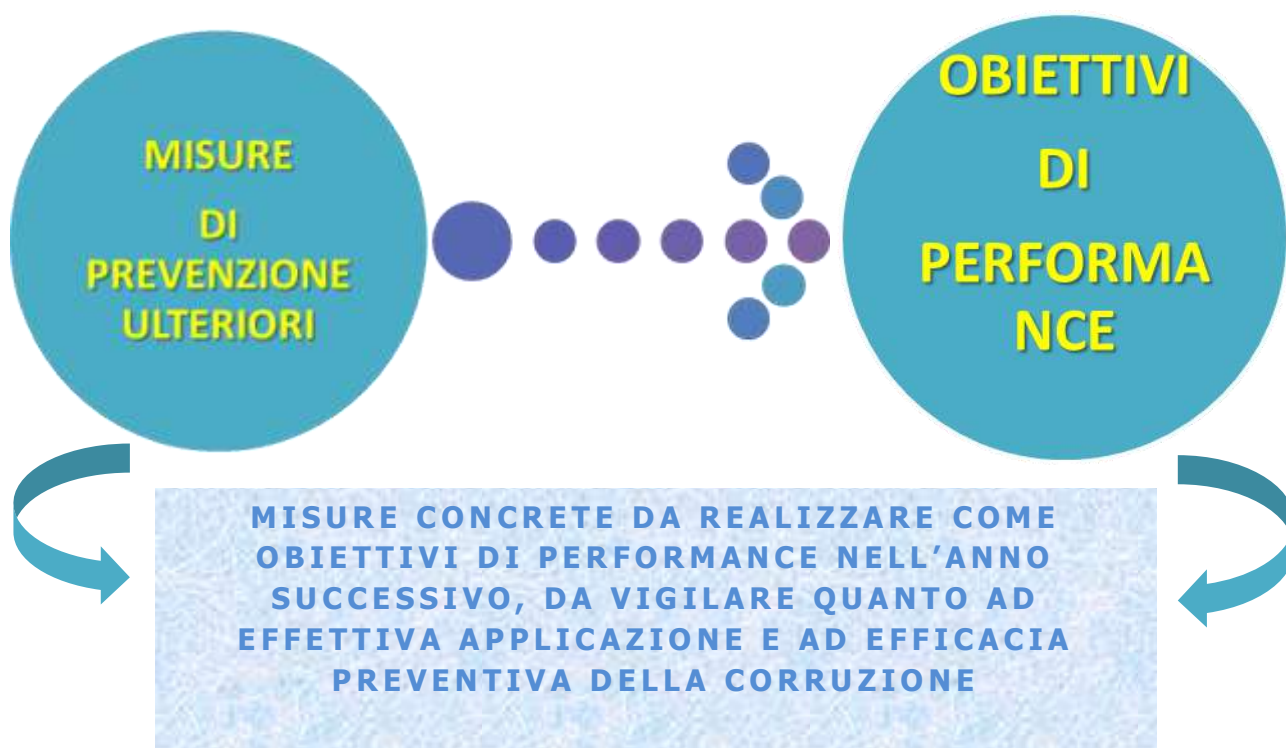 MISURE
DI
PREVENZIONE
ULTERIORI
OBIETTIVI
DI
PERFORMA
NCE
MISURE CONCRETE DA REALIZZARE COME
OBIETTIVI DI PERFORMANCE NELL’ANNO
SUCCESSIVO, DA VIGILARE QUANTO AD
EFFETTIVA APPLICAZIONE E AD EFFICACIA
PREVENTIVA DELLA CORRUZIONE